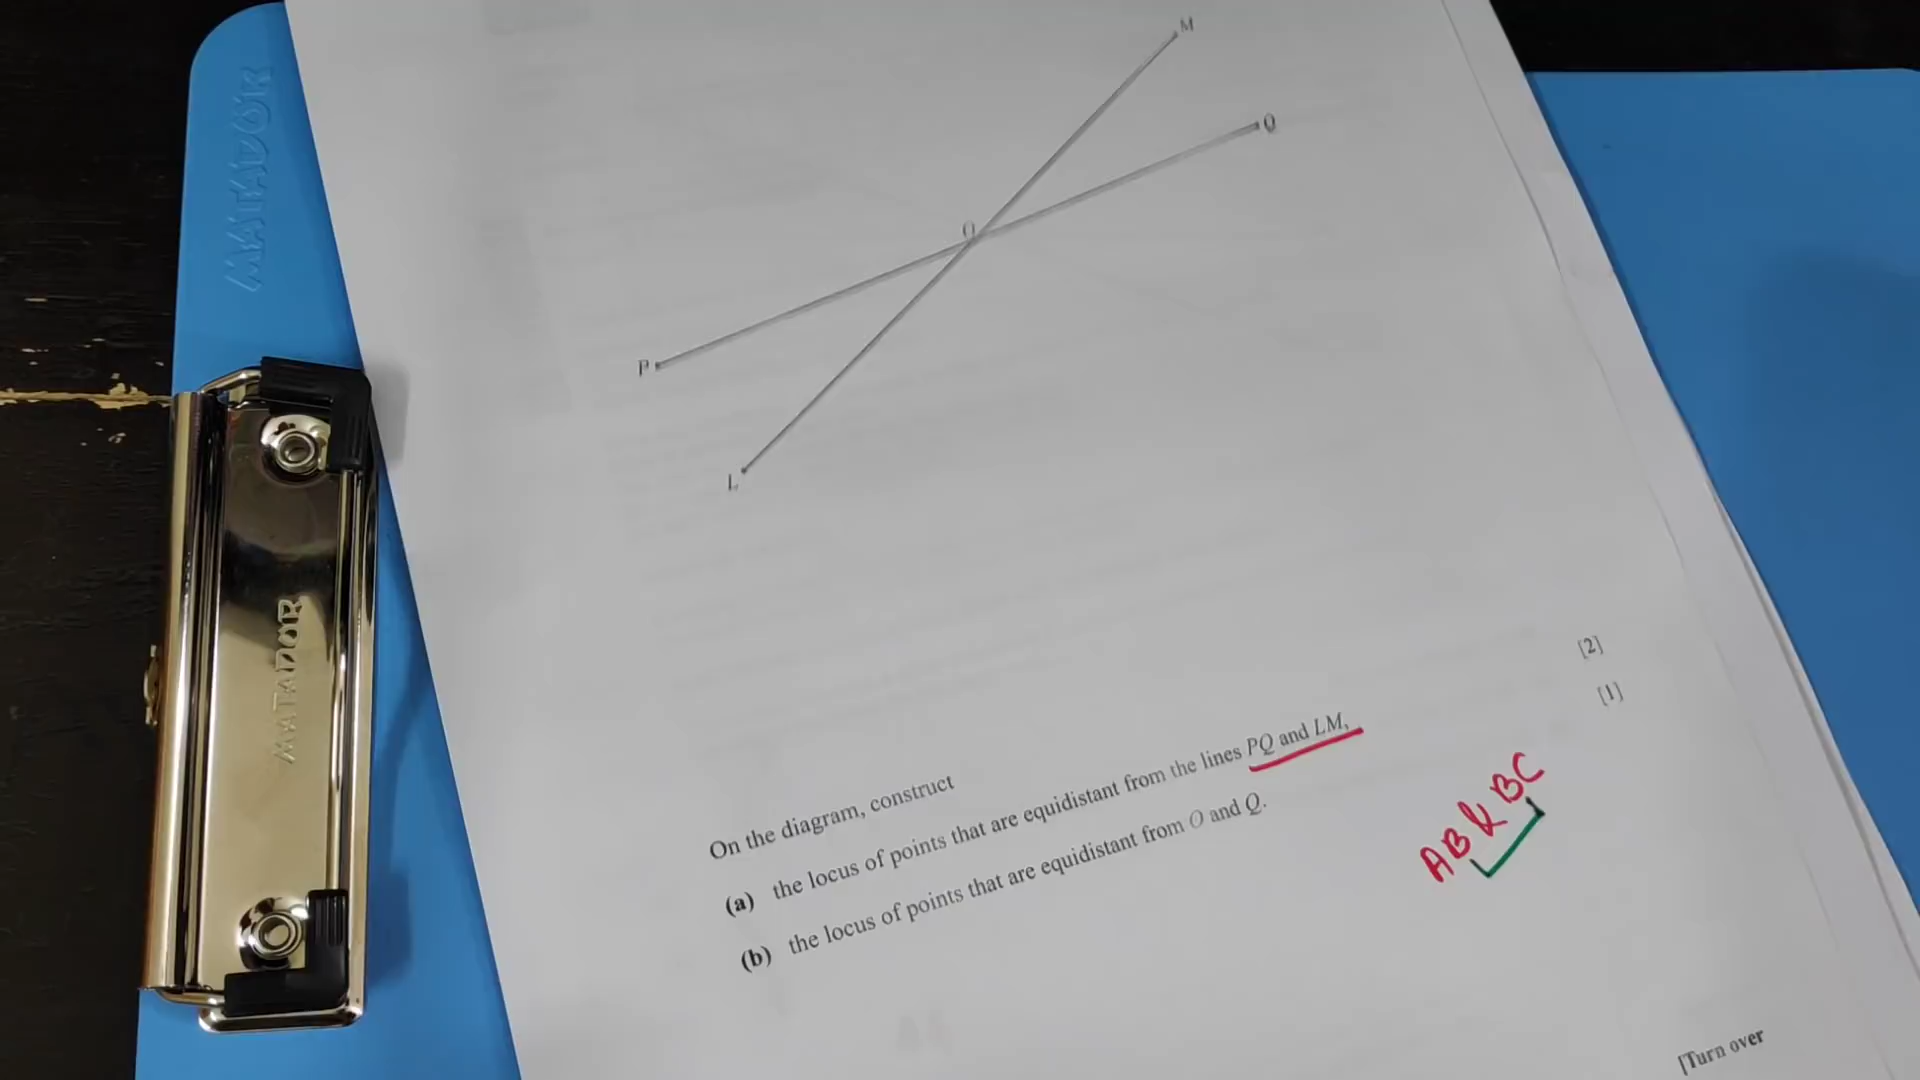 MATADOR
MATADOR
M
Q
O
P
L
[2]
[1]
On the diagram, construct
(a) the locus of points that are equidistant from the lines PQ and LM,
(b) the locus of points that are equidistant from O and Q.
AB & BC
[Turn over